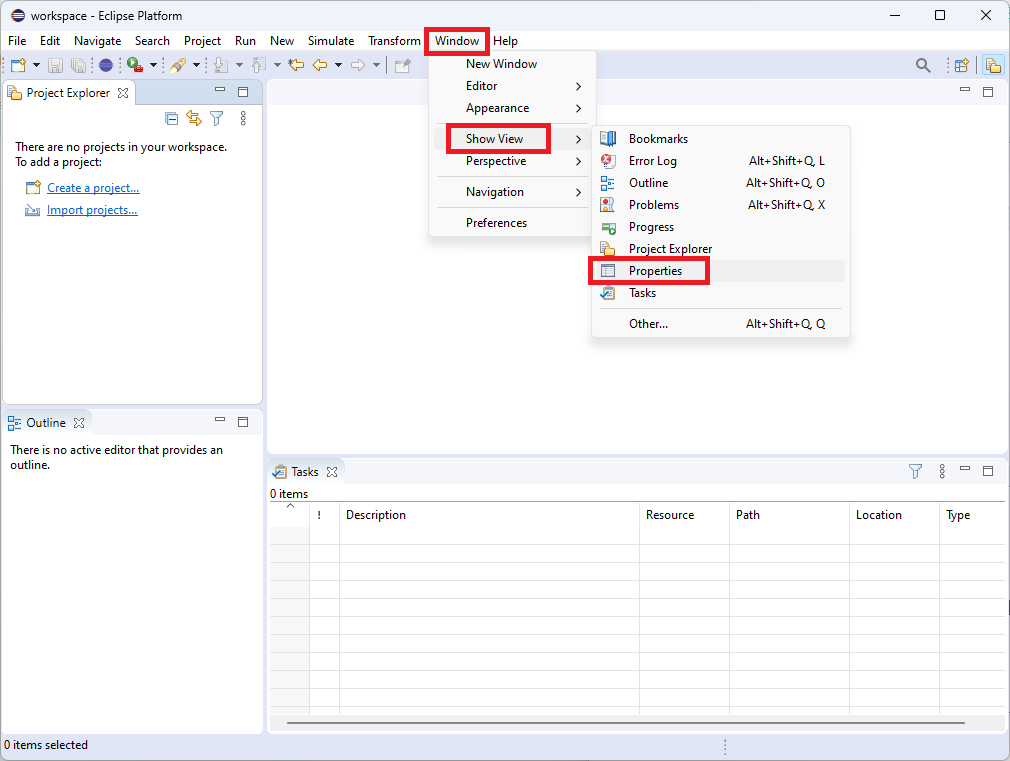 workspace - Eclipse Platform
File Edit Navigate Search Project Run New Simulate Transform Window Help
New Window
Editor
Appearance
Show View
Perspective
Navigation
Preferences
Bookmarks
Error Log Alt+Shift+Q, L
Outline Alt+Shift+Q, O
Problems Alt+Shift+Q, X
Progress
Project Explorer
Properties
Tasks
Other... Alt+Shift+Q, Q
Project Explorer
There are no projects in your workspace.
To add a project:
Create a project...
Import projects...
Outline
There is no active editor that provides an
outline.
Tasks
0 items
! Description Resource Path Location Type
0 items selected